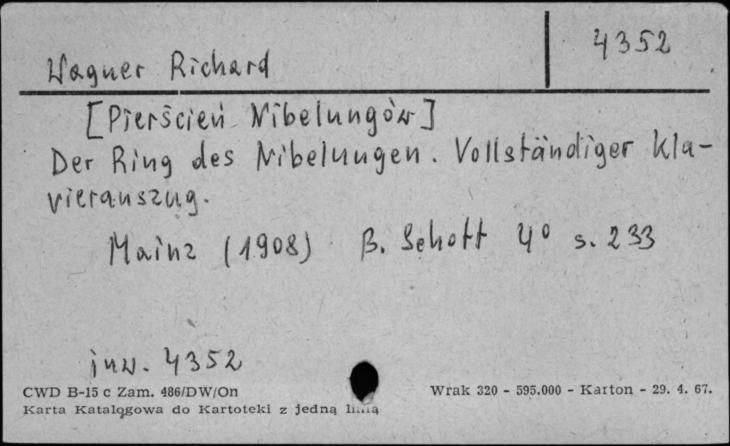 4352
Wagner Richard
[Pierścień Nibelungów]
Der Ring des Nibelungen. Vollständiger Kla-
vierauszug.
Mainz (1908) B. Schott 4° s. 233
inw. 4352
CWD B-15 c Zam. 486/DW/On Wrak 320 - 595.000 - Karton - 29. 4. 67.
Karta Katalogowa do Kartoteki z jedną linią